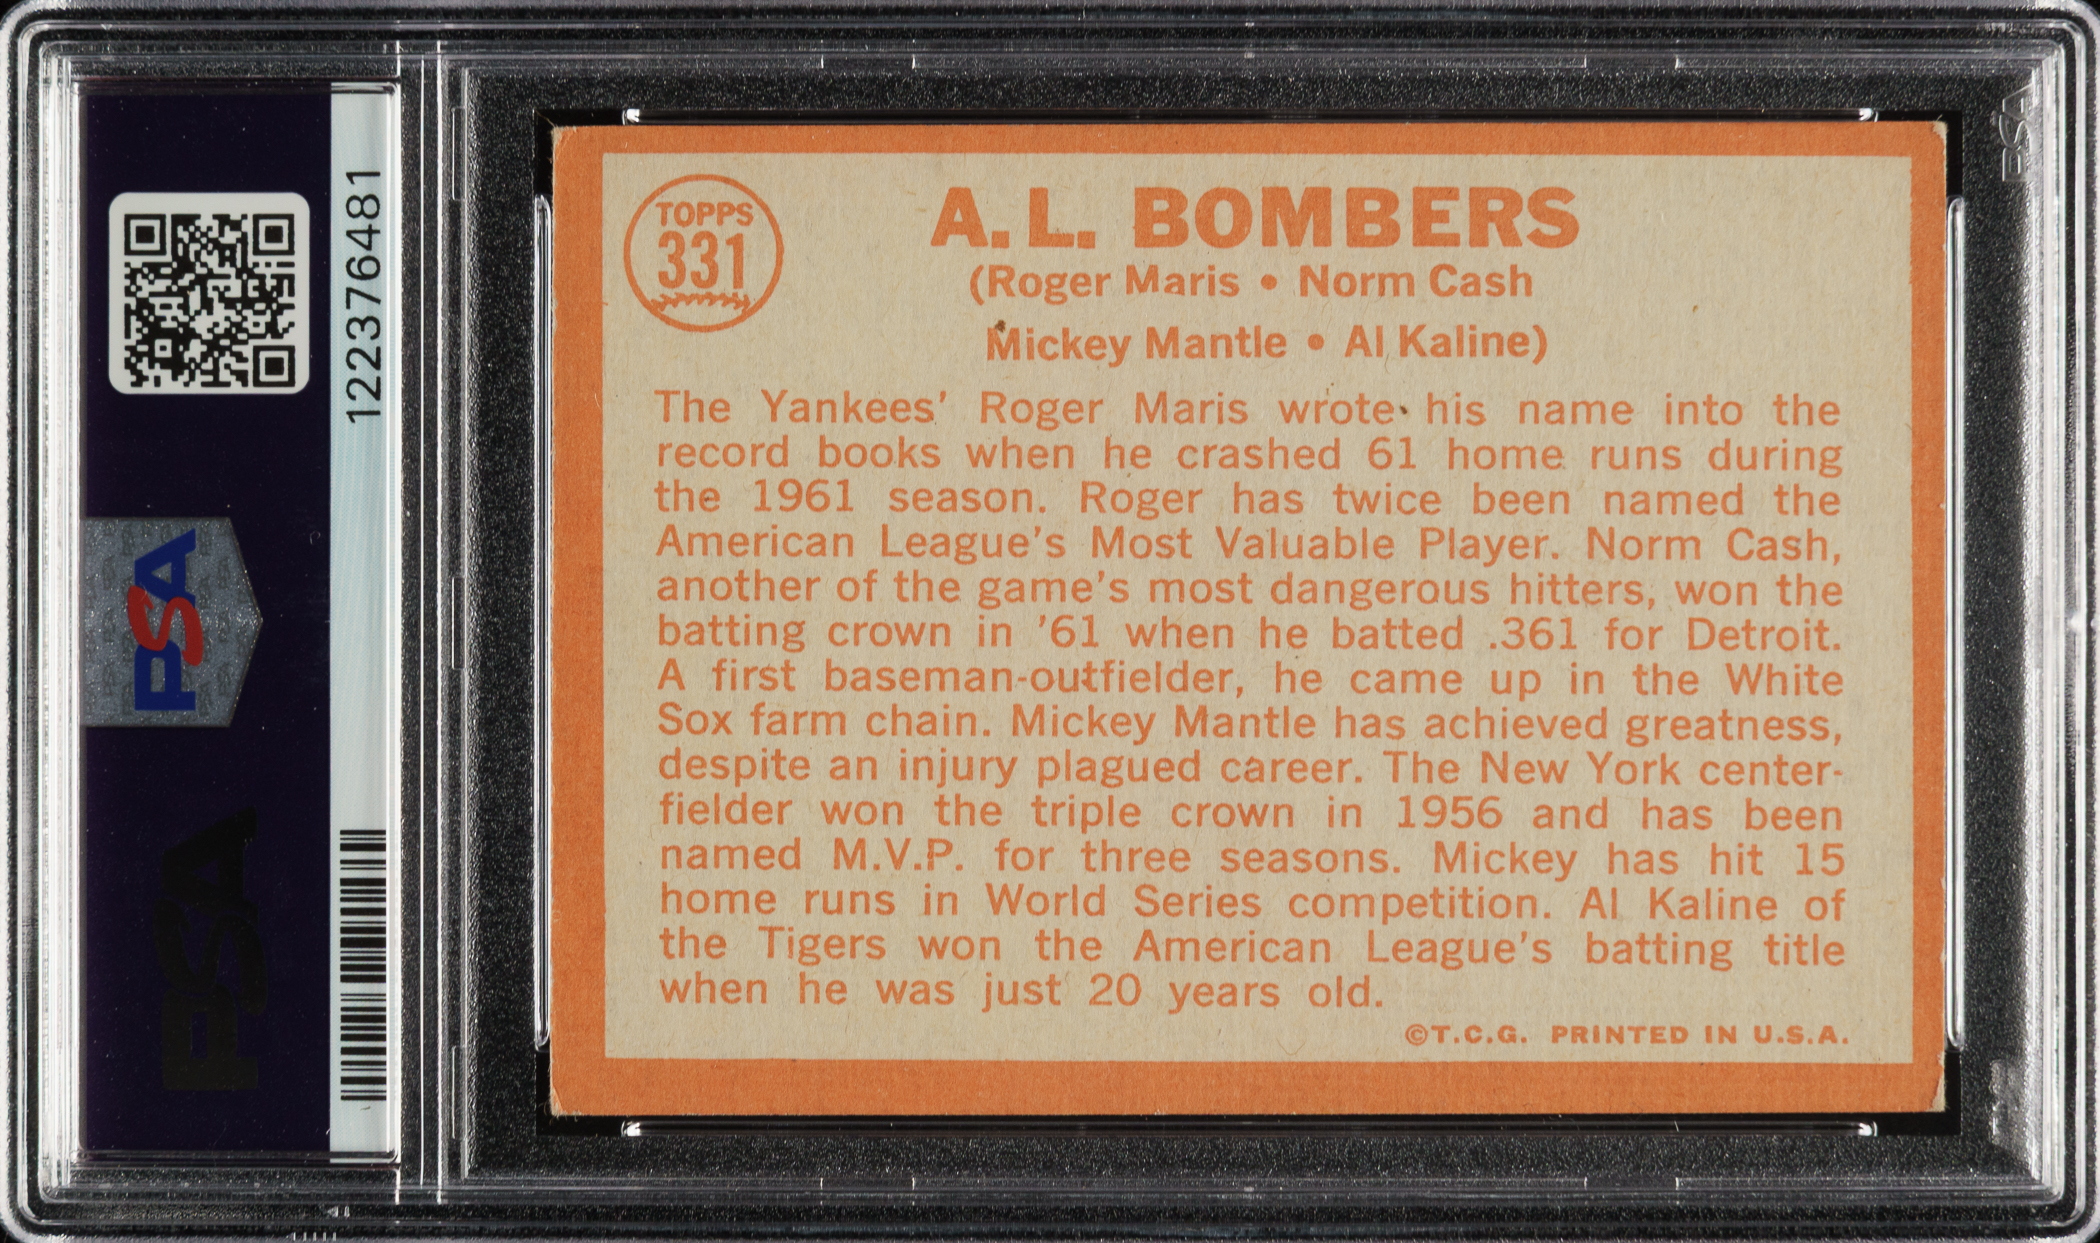 122376481
PSA
PSA
PSA
TOPPS
331
A.L. BOMBERS
(Roger Maris • Norm Cash
Mickey Mantle • Al Kaline)
The Yankees’ Roger Maris wrote his name into the
record books when he crashed 61 home runs during
the 1961 season. Roger has twice been named the
American League’s Most Valuable Player. Norm Cash,
another of the game’s most dangerous hitters, won the
batting crown in ’61 when he batted .361 for Detroit.
A first baseman-outfielder, he came up in the White
Sox farm chain. Mickey Mantle has achieved greatness,
despite an injury plagued career. The New York center-
fielder won the triple crown in 1956 and has been
named M.V.P. for three seasons. Mickey has hit 15
home runs in World Series competition. Al Kaline of
the Tigers won the American League’s batting title
when he was just 20 years old.
©T.C.G. PRINTED IN U.S.A.